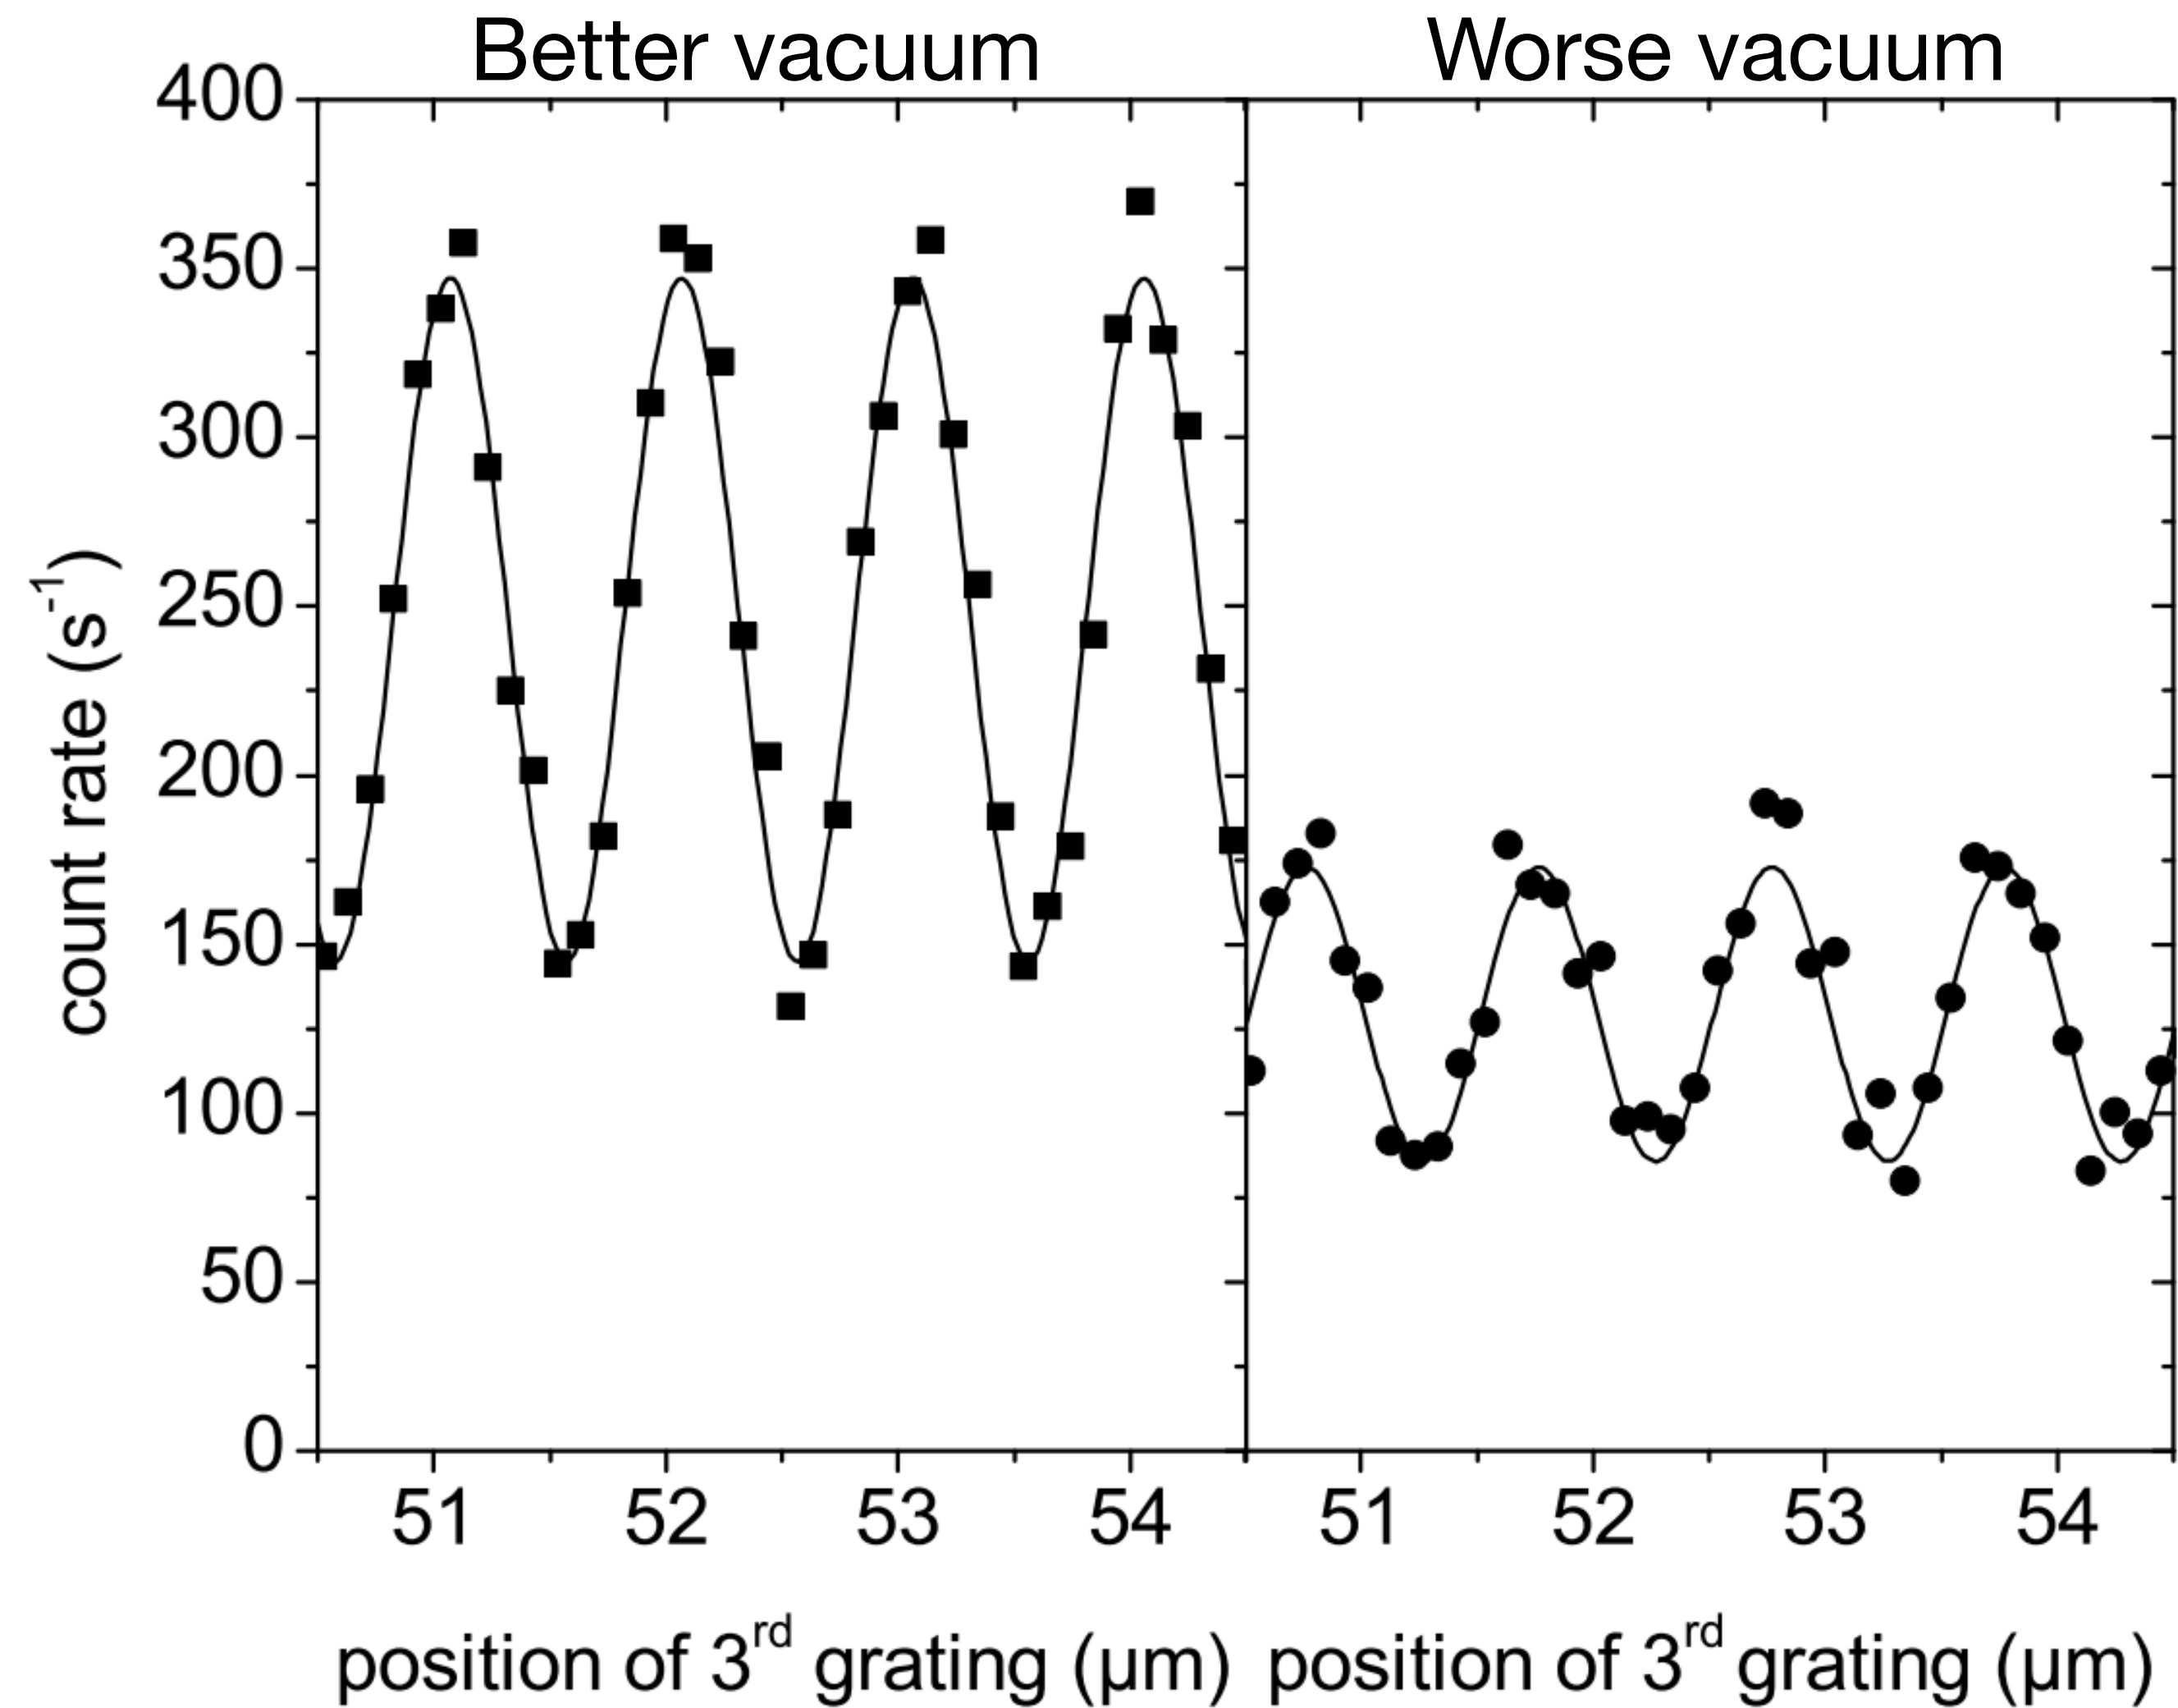 Better vacuum Worse vacuum
400
350
300
250
200
150
100
50
0
count rate (s⁻¹)
51 52 53 54 51 52 53 54
position of 3ʳᵈ grating (µm) position of 3ʳᵈ grating (µm)